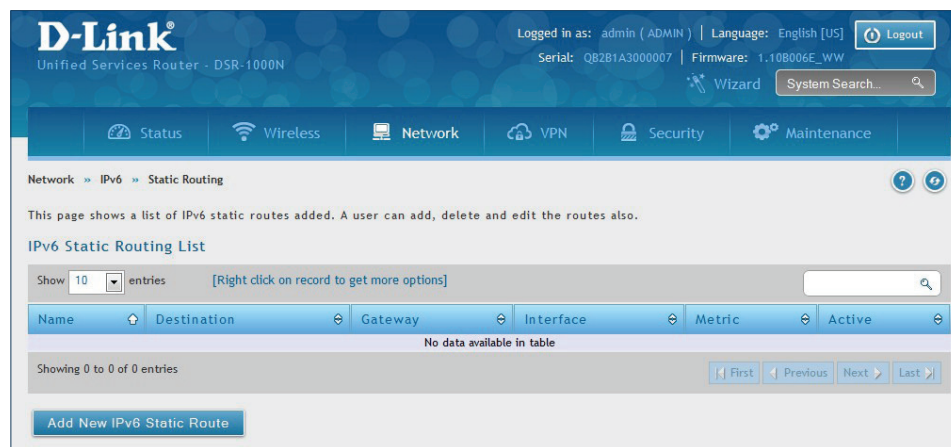 D-Link
Unified Services Router - DSR-1000N
Logged in as: admin ( ADMIN ) | Language: English [US]
Logout
Serial: QB2B1A3000007 | Firmware: 1.10B006E_WW
Wizard
System Search...
Status
Wireless
Network
VPN
Security
Maintenance
Network » IPv6 » Static Routing
This page shows a list of IPv6 static routes added. A user can add, delete and edit the routes also.
IPv6 Static Routing List
Show 10 entries
[Right click on record to get more options]
Name Destination Gateway Interface Metric Active
No data available in table
Showing 0 to 0 of 0 entries
First Previous Next Last
Add New IPv6 Static Route